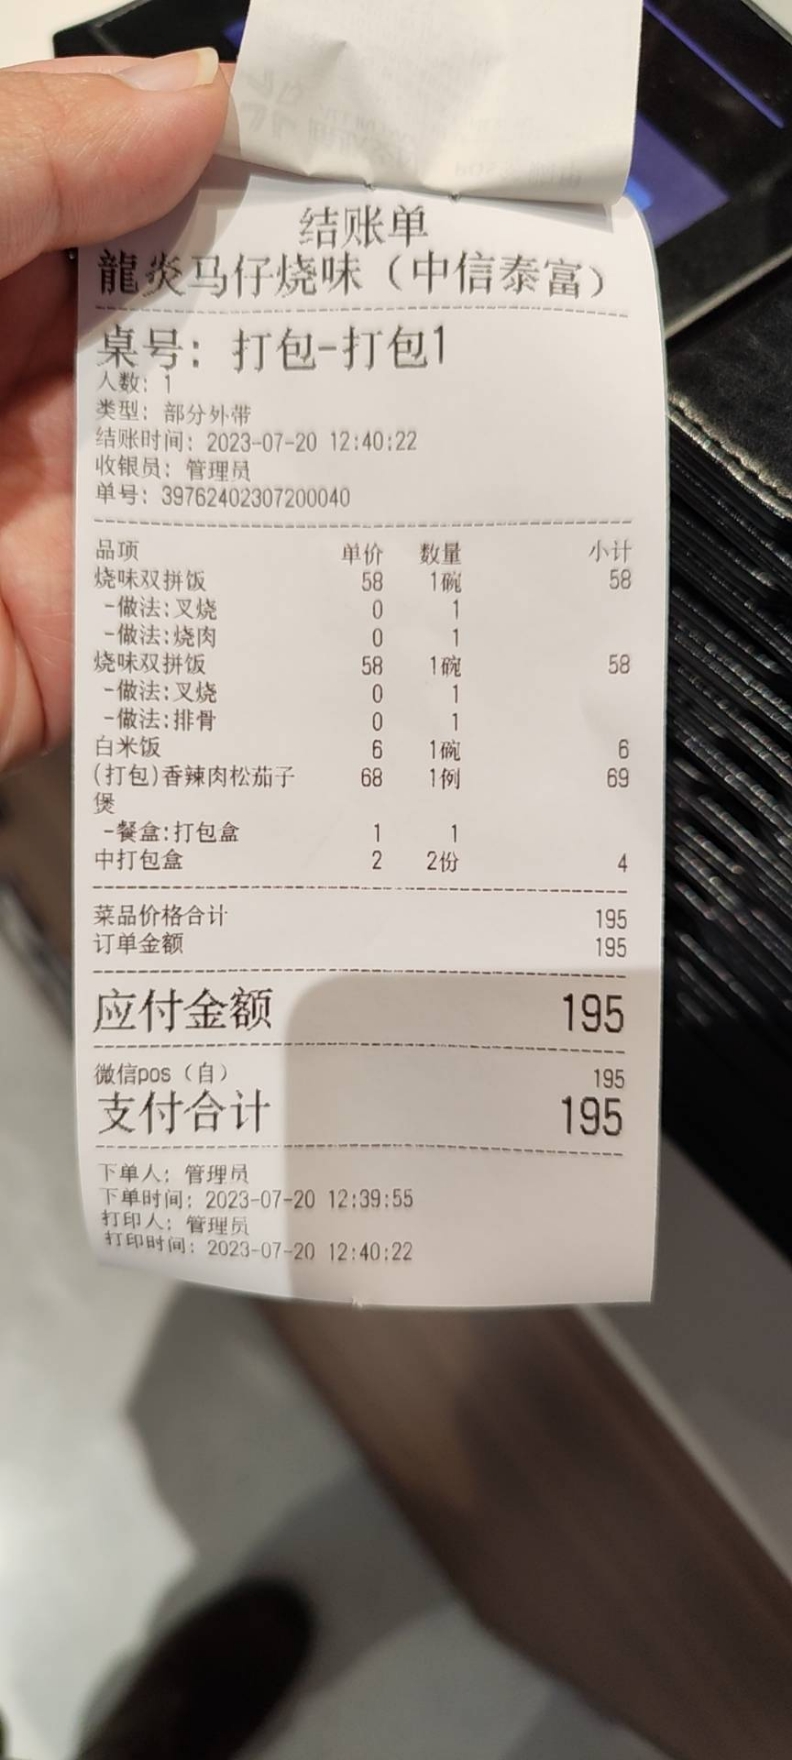 结账单
龍炎马仔烧味（中信泰富）
桌号：打包-打包1
人数：1
类型：部分外带
结账时间：2023-07-20 12:40:22
收银员：管理员
单号：39762402307200040
品项 单价 数量 小计
烧味双拼饭 58 1碗 58
-做法:叉烧 0 1
-做法:烧肉 0 1
烧味双拼饭 58 1碗 58
-做法:叉烧 0 1
-做法:排骨 0 1
白米饭 6 1碗 6
(打包)香辣肉松茄子 68 1例 69
煲
-餐盒:打包盒 1 1
中打包盒 2 2份 4
菜品价格合计 195
订单金额 195
应付金额 195
微信pos（自） 195
支付合计 195
下单人：管理员
下单时间：2023-07-20 12:39:55
打印人：管理员
打印时间：2023-07-20 12:40:22